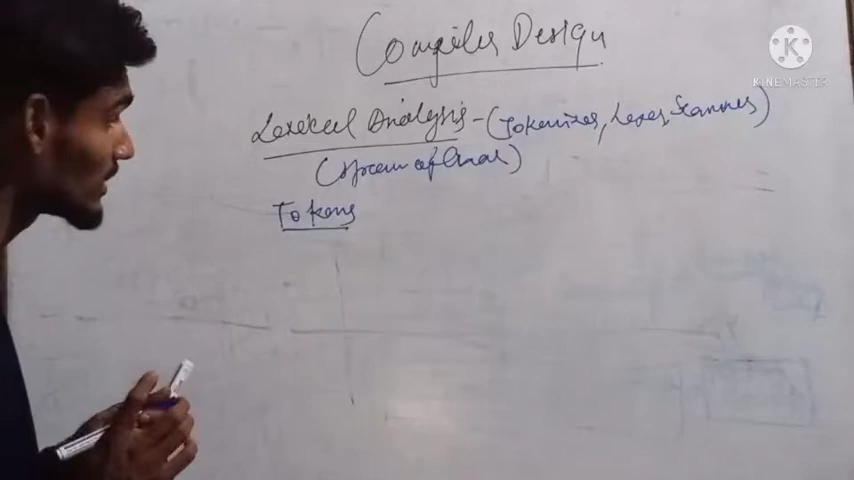 Compiler Design
K
KINEMASTER
Lexical Analysis - (Tokenizer, Lexer, Scanner)
(stream of char)
Tokens